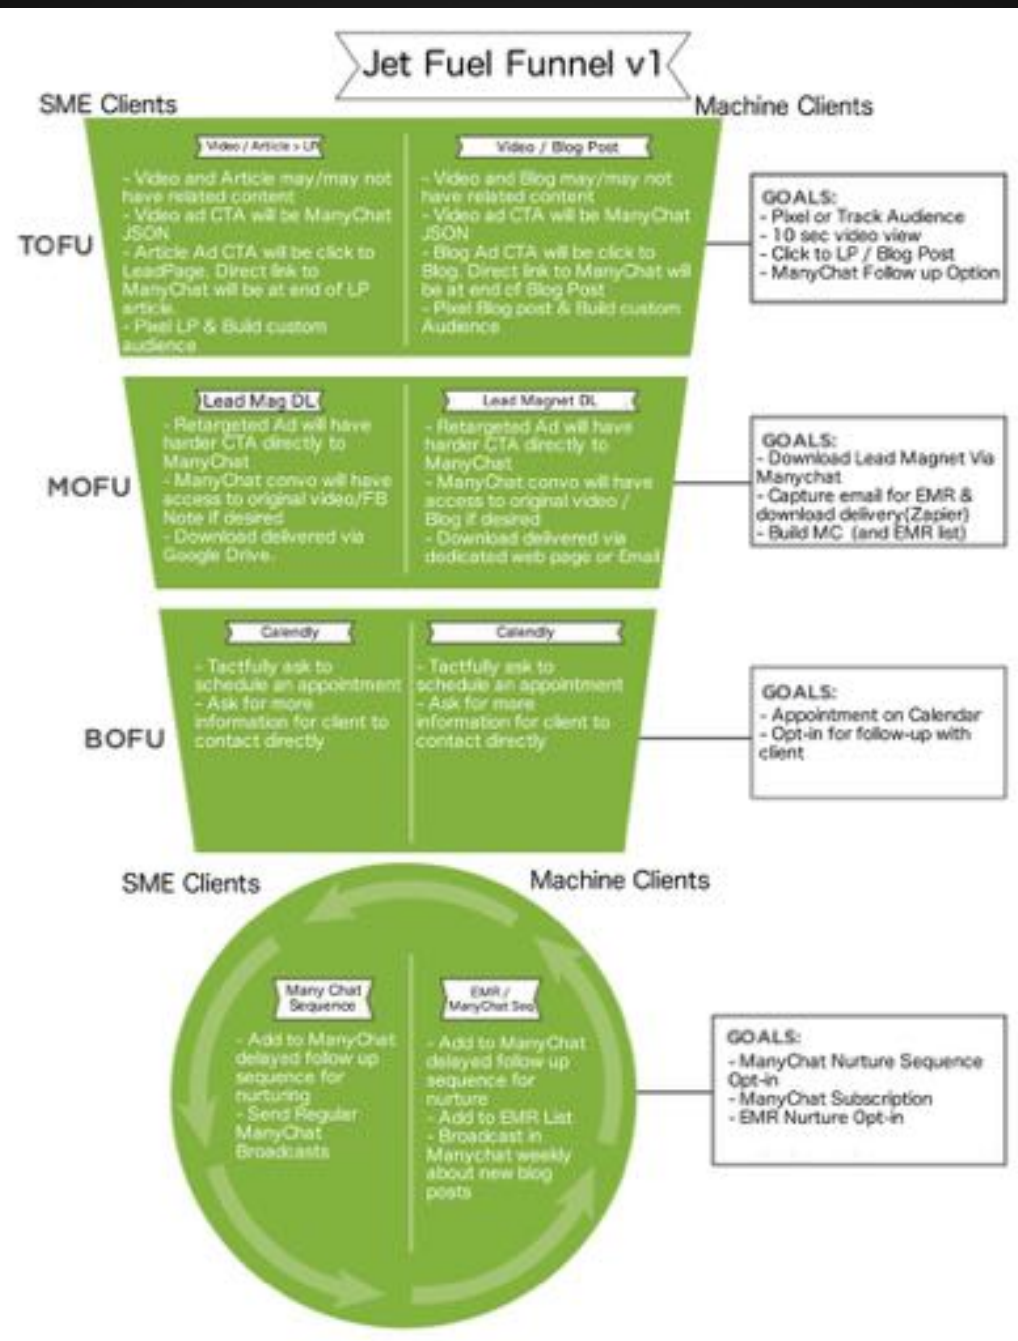 Jet Fuel Funnel v1
SME Clients
Machine Clients
TOFU
Video / Article > LP
- Video and Article may/may not
have related content
- Video ad CTA will be ManyChat
JSON
- Article Ad CTA will be click to
LeadPage. Direct link to
ManyChat will be at end of LP
article.
- Pixel LP & Build custom
audience
Video / Blog Post
- Video and Blog may/may not
have related content
- Video ad CTA will be ManyChat
JSON
- Blog Ad CTA will be click to
Blog. Direct link to ManyChat will
be at end of Blog Post
- Pixel Blog post & Build custom
Audience
GOALS:
- Pixel or Track Audience
- 10 sec video view
- Click to LP / Blog Post
- ManyChat Follow up Option
MOFU
Lead Mag DL
- Retargeted Ad will have
harder CTA directly to
ManyChat
- ManyChat convo will have
access to original video/FB
Note if desired
- Download delivered via
Google Drive.
Lead Magnet DL
- Retargeted Ad will have
harder CTA directly to
ManyChat
- ManyChat convo will have
access to original video /
Blog if desired
- Download delivered via
dedicated web page or Email
GOALS:
- Download Lead Magnet Via
Manychat
- Capture email for EMR &
download delivery(Zapier)
- Build MC (and EMR list)
BOFU
Calendly
- Tactfully ask to
schedule an appointment
- Ask for more
information for client to
contact directly
Calendly
- Tactfully ask to
schedule an appointment
- Ask for more
information for client to
contact directly
GOALS:
- Appointment on Calendar
- Opt-in for follow-up with
client
SME Clients
Machine Clients
Many Chat
Sequence
- Add to ManyChat
delayed follow up
sequence for
nurturing
- Send Regular
ManyChat
Broadcasts
EMR /
ManyChat Seq
- Add to ManyChat
delayed follow up
sequence for
nurture
- Add to EMR List
- Broadcast in
Manychat weekly
about new blog
posts
GOALS:
- ManyChat Nurture Sequence
Opt-in
- ManyChat Subscription
- EMR Nurture Opt-in